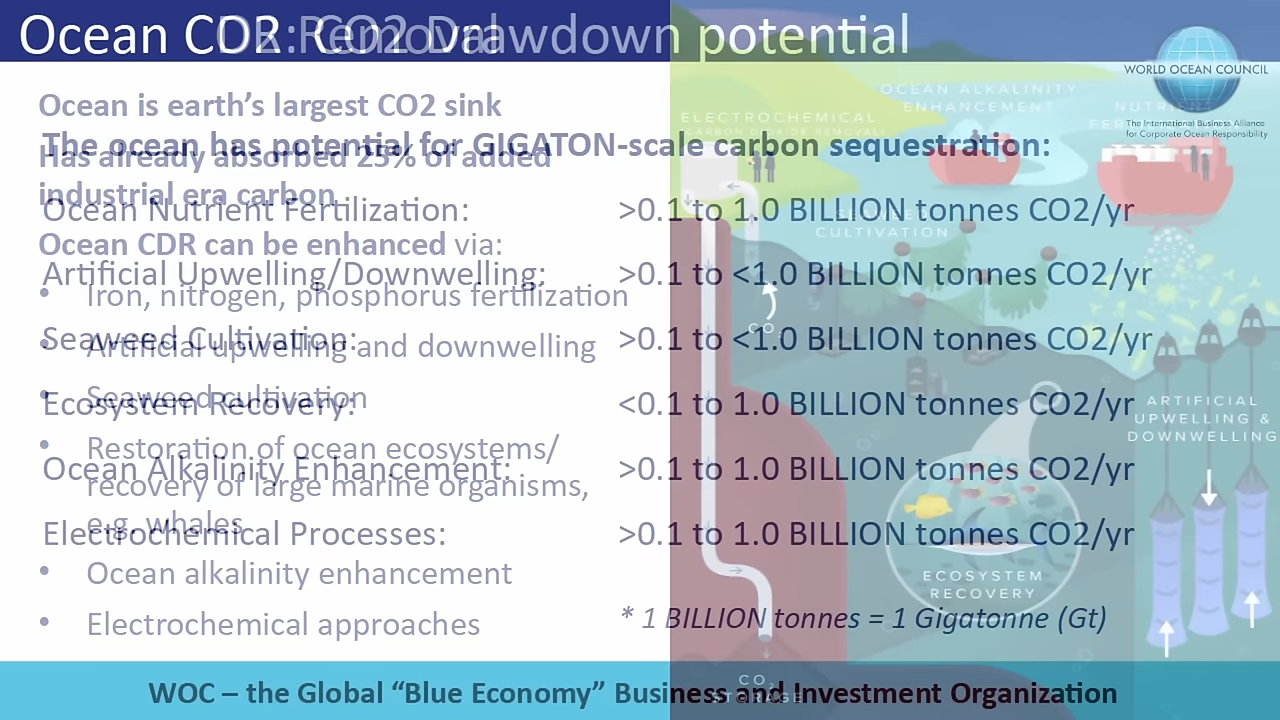 Ocean CDR: CO2 Drawdown potential
WORLD OCEAN COUNCIL
The International Business Alliance
for Corporate Ocean Responsibility
Ocean is earth’s largest CO2 sink
Has already absorbed 25% of added
industrial era carbon
Ocean CDR can be enhanced via:
• Iron, nitrogen, phosphorus fertilization
• Artificial upwelling and downwelling
• Seaweed cultivation
• Restoration of ocean ecosystems/
recovery of large marine organisms,
e.g. whales
• Ocean alkalinity enhancement
• Electrochemical approaches
The ocean has potential for GIGATON-scale carbon sequestration:
Ocean Nutrient Fertilization: >0.1 to 1.0 BILLION tonnes CO2/yr
Artificial Upwelling/Downwelling: >0.1 to <1.0 BILLION tonnes CO2/yr
Seaweed Cultivation: >0.1 to <1.0 BILLION tonnes CO2/yr
Ecosystem Recovery: <0.1 to 1.0 BILLION tonnes CO2/yr
Ocean Alkalinity Enhancement: >0.1 to 1.0 BILLION tonnes CO2/yr
Electrochemical Processes: >0.1 to 1.0 BILLION tonnes CO2/yr
* 1 BILLION tonnes = 1 Gigatonne (Gt)
ELECTROCHEMICAL
OCEAN ALKALINITY
ENHANCEMENT
NUTRIENT
CULTIVATION
ARTIFICIAL
UPWELLING &
DOWNWELLING
ECOSYSTEM
RECOVERY
CO₂
STORAGE
WOC – the Global “Blue Economy” Business and Investment Organization